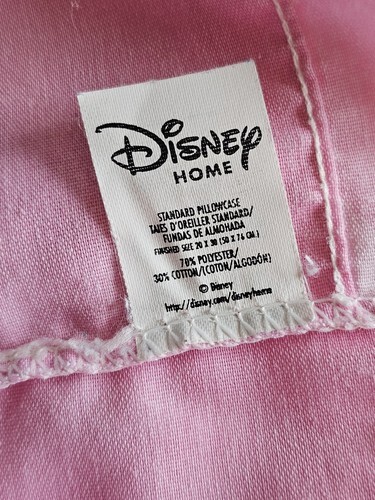 Disney
HOME
STANDARD PILLOWCASE
TAIES D'OREILLER STANDARD/
FUNDAS DE ALMOHADA
FINISHED SIZE 20 X 30 (50 X 76 CM.)
70% POLYESTER/
30% COTTON/(COTON/ALGODÓN)
© Disney
http://disney.com/disneyhome